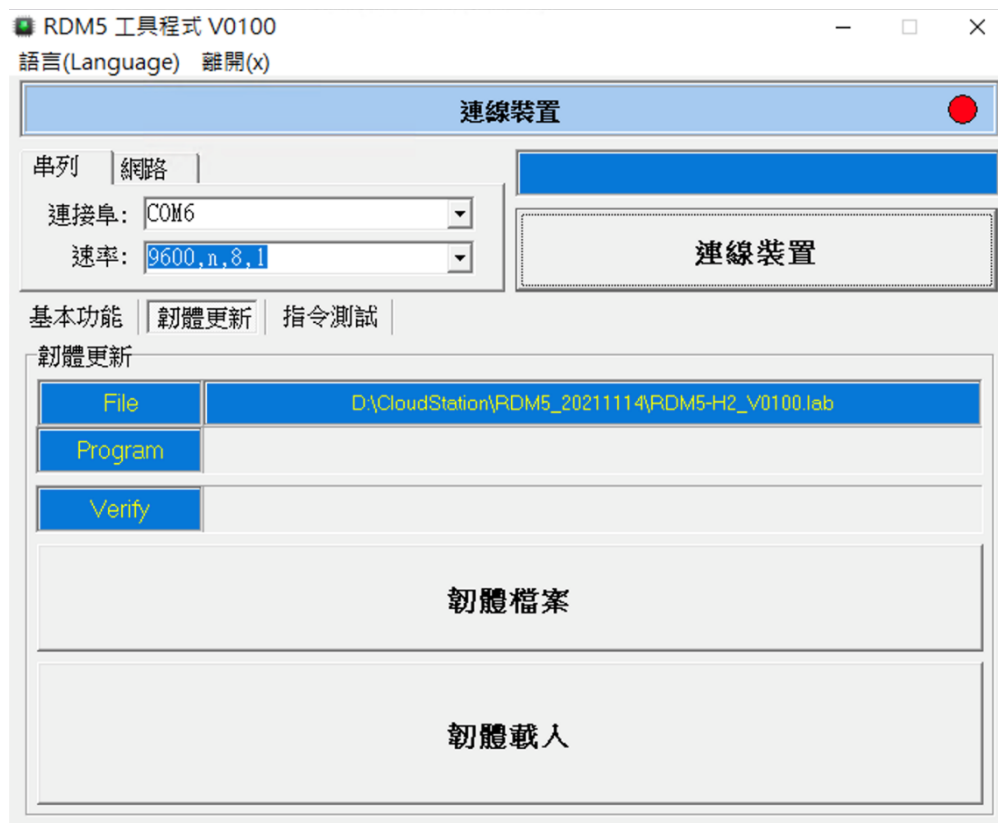 RDM5 工具程式 V0100
語言(Language) 離開(x)
連線裝置
串列 網路
連接阜: COM6
速率: 9600,n,8,1
連線裝置
基本功能 韌體更新 指令測試
韌體更新
File D:\CloudStation\RDM5_20211114\RDM5-H2_V0100.lab
Program
Verify
韌體檔案
韌體載入